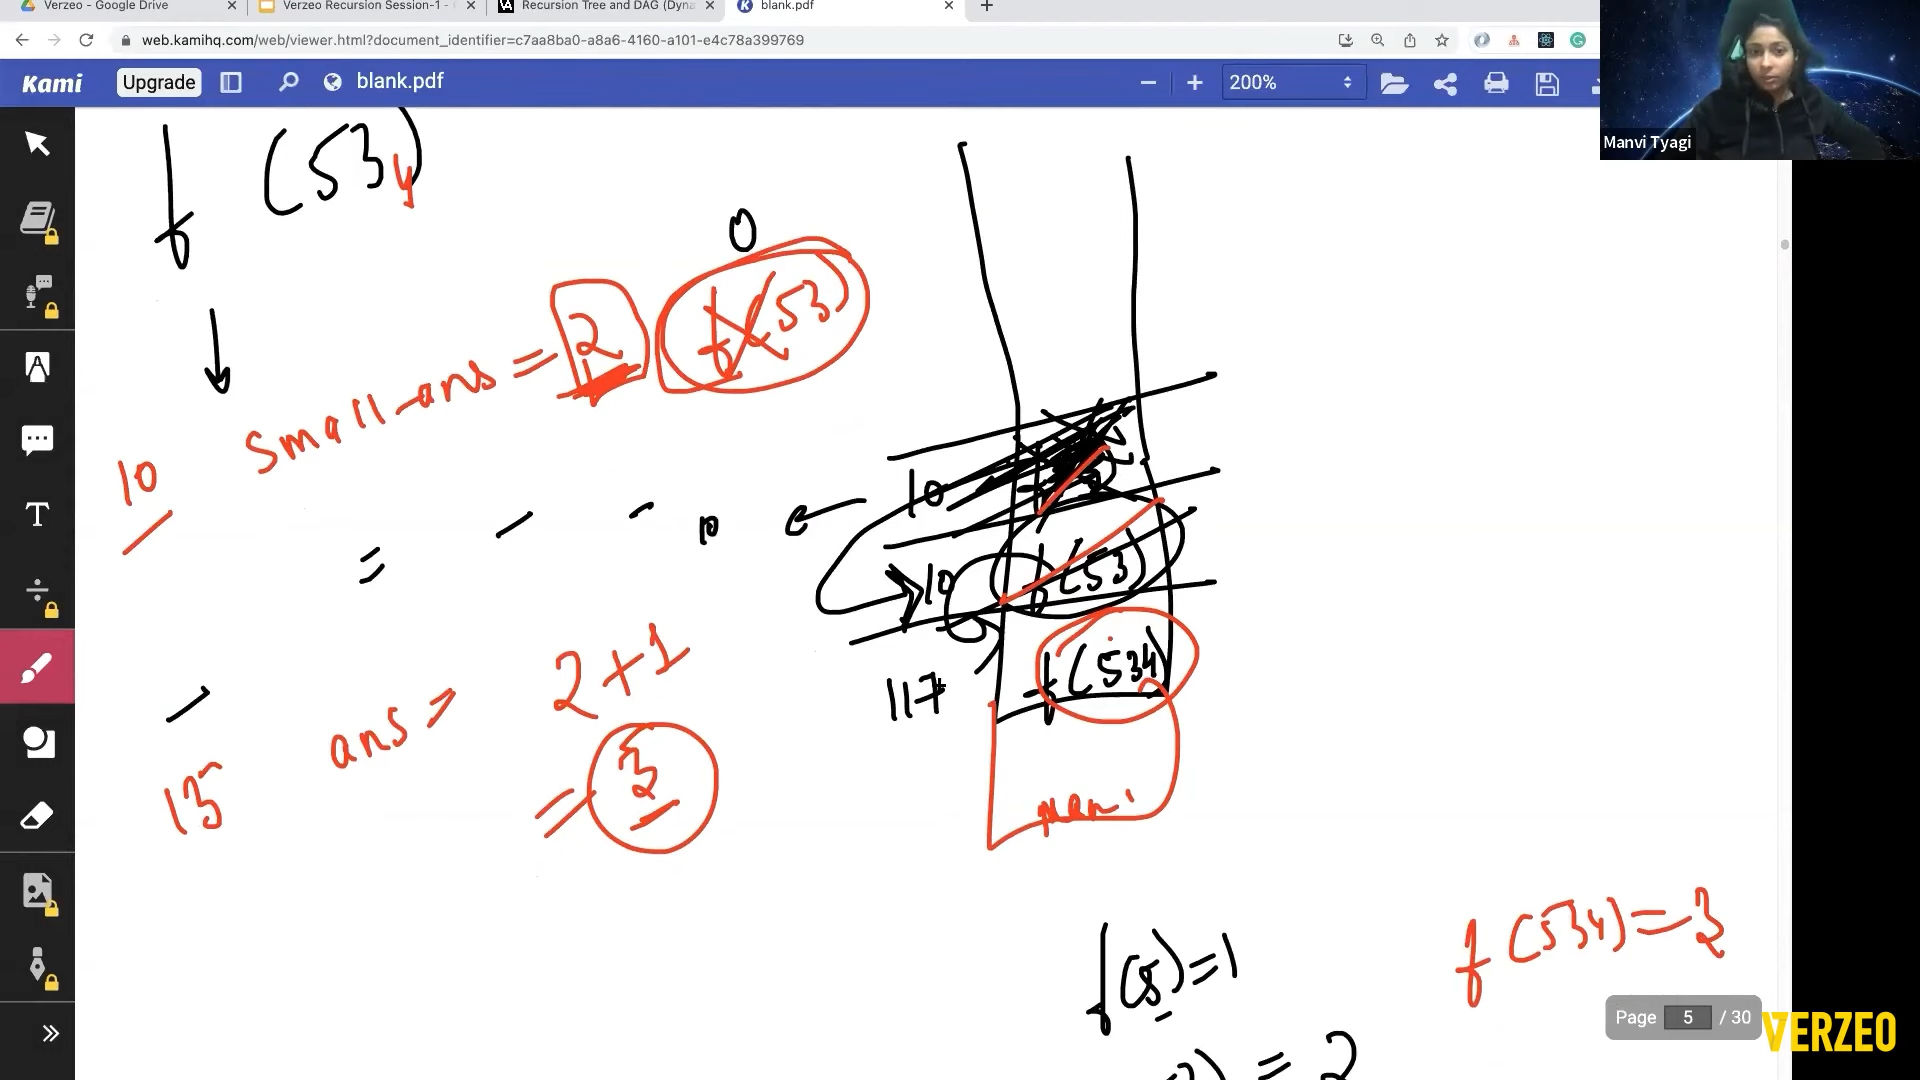 Verzeo - Google Drive
Verzeo Recursion Session-1 -
Recursion Tree and DAG (Dyna
blank.pdf
web.kamihq.com/web/viewer.html?document_identifier=c7aa8ba0-a8a6-4160-a101-e4c78a399769
Kami
Upgrade
blank.pdf
200%
Manvi Tyagi
f (534)
0
small-ans = 2 f(53)
10
10
=
10
10
f(53)
f(534)
117
ans = 2+1
= 3
15
main
f(5)=1
f(534)=3
) = 2
Page 5 / 30
VERZEO